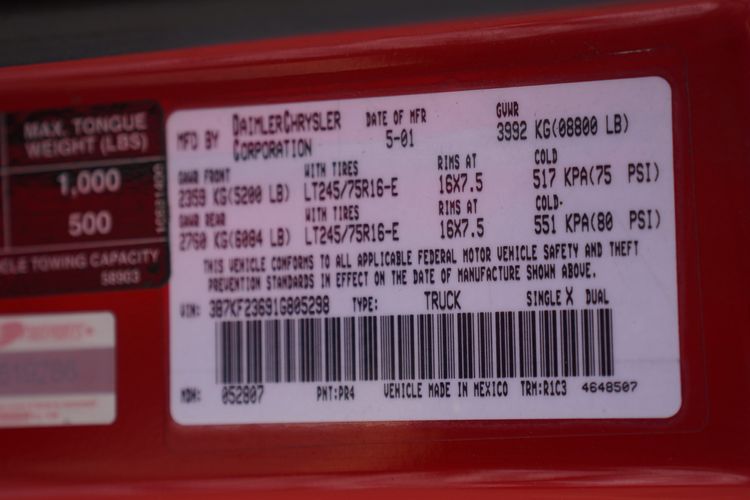 MAX. TONGUE
WEIGHT (LBS)
1,000
500
TOWING CAPACITY
MFD BY DAIMLERCHRYSLER CORPORATION
DATE OF MFR
5-01
GVWR
3992 KG(08800 LB)
GAWR FRONT WITH TIRES RIMS AT COLD
2359 KG(5200 LB) LT245/75R16-E 16X7.5 517 KPA(75 PSI)
GAWR REAR WITH TIRES RIMS AT COLD
2760 KG(6084 LB) LT245/75R16-E 16X7.5 551 KPA(80 PSI)
THIS VEHICLE CONFORMS TO ALL APPLICABLE FEDERAL MOTOR VEHICLE SAFETY AND THEFT
PREVENTION STANDARDS IN EFFECT ON THE DATE OF MANUFACTURE SHOWN ABOVE.
VIN: 3B7KF23691G805298 TYPE: TRUCK SINGLE X DUAL
MDH: 052807 PNT:PR4 VEHICLE MADE IN MEXICO TRM:R1C3 4648507